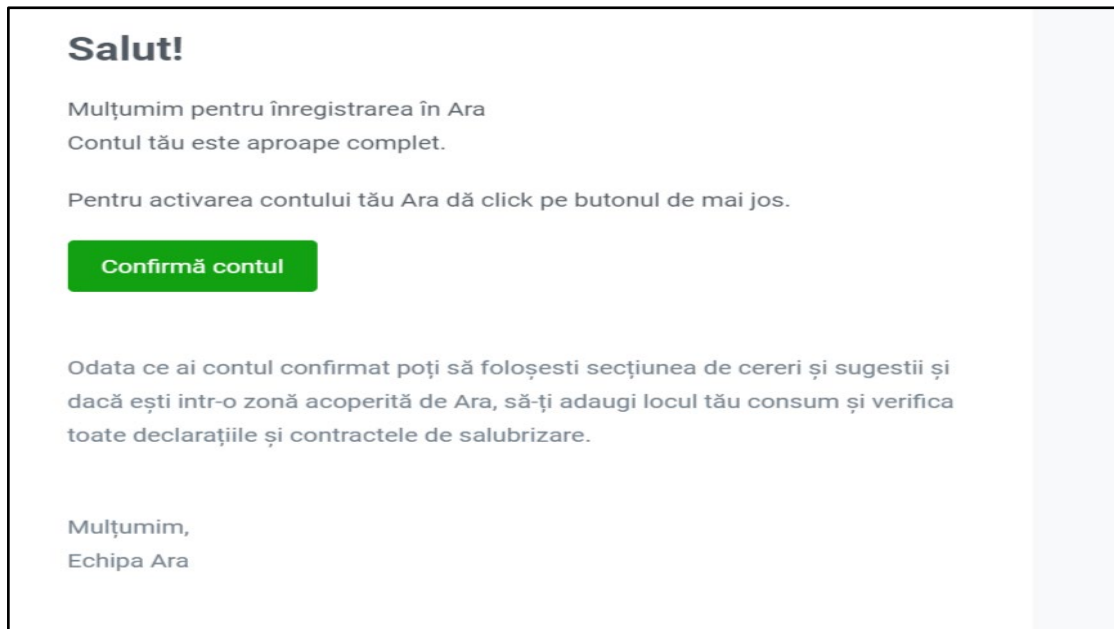 Salut!
Mulțumim pentru înregistrarea în Ara
Contul tău este aproape complet.
Pentru activarea contului tău Ara dă click pe butonul de mai jos.
Confirmă contul
Odata ce ai contul confirmat poți să foloșesti secțiunea de cereri și sugestii și
dacă ești intr-o zonă acoperită de Ara, să-ți adaugi locul tău consum și verifica
toate declarațiile și contractele de salubrizare.
Mulțumim,
Echipa Ara